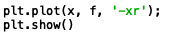 plt.plot(x, f, '-xr');
plt.show()